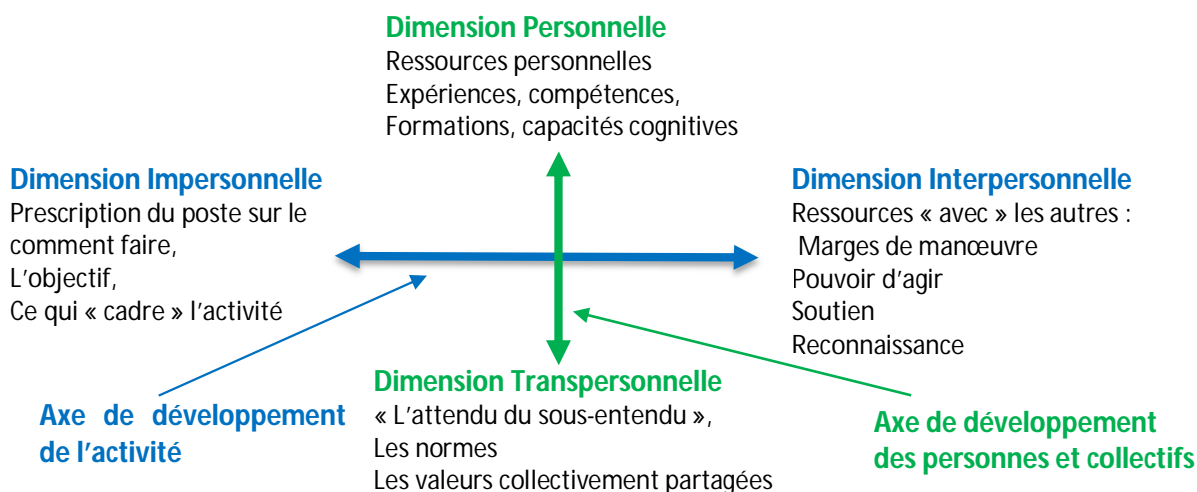 Dimension Personnelle
Ressources personnelles
Expériences, compétences,
Formations, capacités cognitives
Dimension Impersonnelle
Prescription du poste sur le
comment faire,
L'objectif,
Ce qui « cadre » l'activité
Dimension Interpersonnelle
Ressources « avec » les autres :
Marges de manœuvre
Pouvoir d'agir
Soutien
Reconnaissance
Dimension Transpersonnelle
« L'attendu du sous-entendu »,
Les normes
Les valeurs collectivement partagées
Axe de développement
de l'activité
Axe de développement
des personnes et collectifs